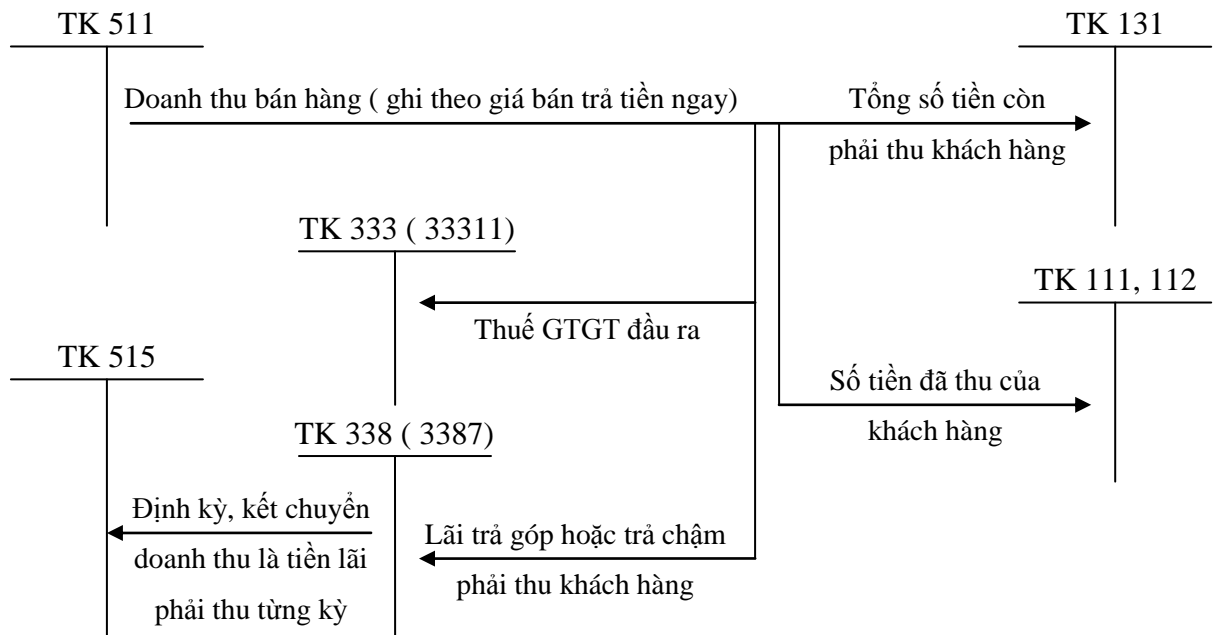 TK 511
TK 131
Doanh thu bán hàng ( ghi theo giá bán trả tiền ngay)
Tổng số tiền còn
phải thu khách hàng
TK 333 ( 33311)
TK 111, 112
Thuế GTGT đầu ra
TK 515
Số tiền đã thu của
khách hàng
TK 338 ( 3387)
Định kỳ, kết chuyển
doanh thu là tiền lãi
phải thu từng kỳ
Lãi trả góp hoặc trả chậm
phải thu khách hàng